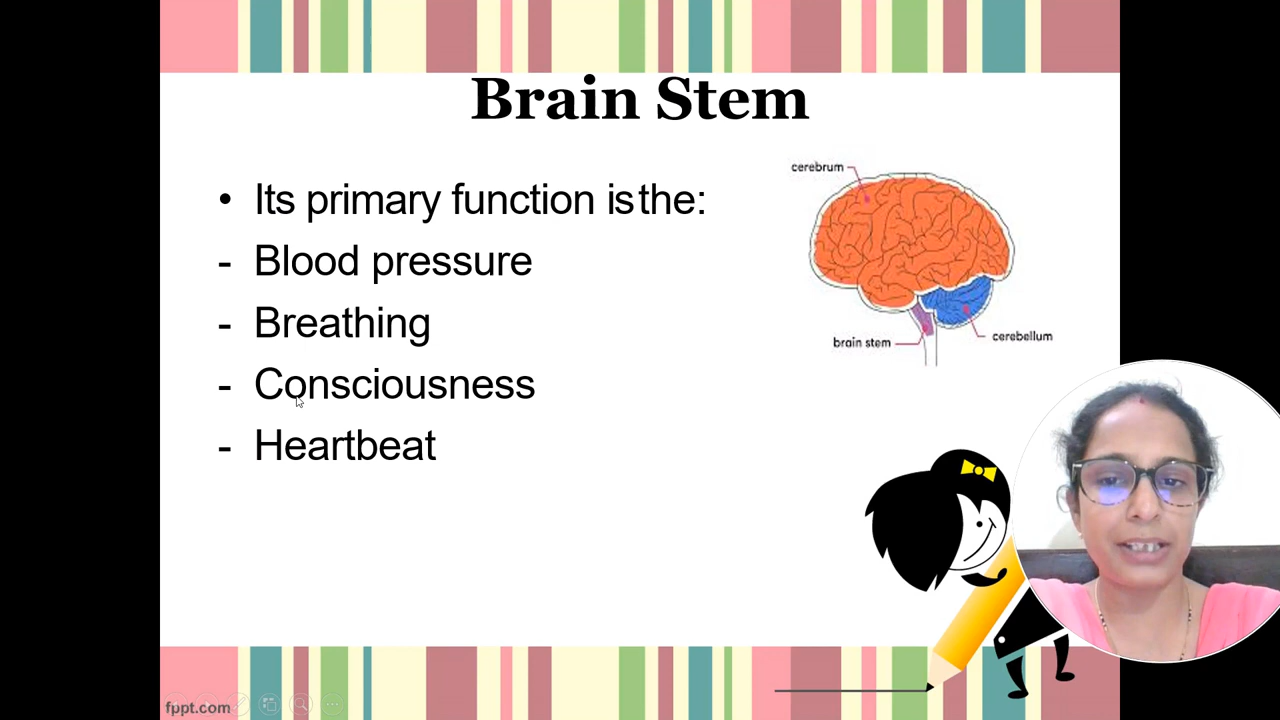 Brain Stem
• Its primary function is the:
- Blood pressure
- Breathing
- Consciousness
- Heartbeat
cerebrum
brain stem
cerebellum
fppt.com